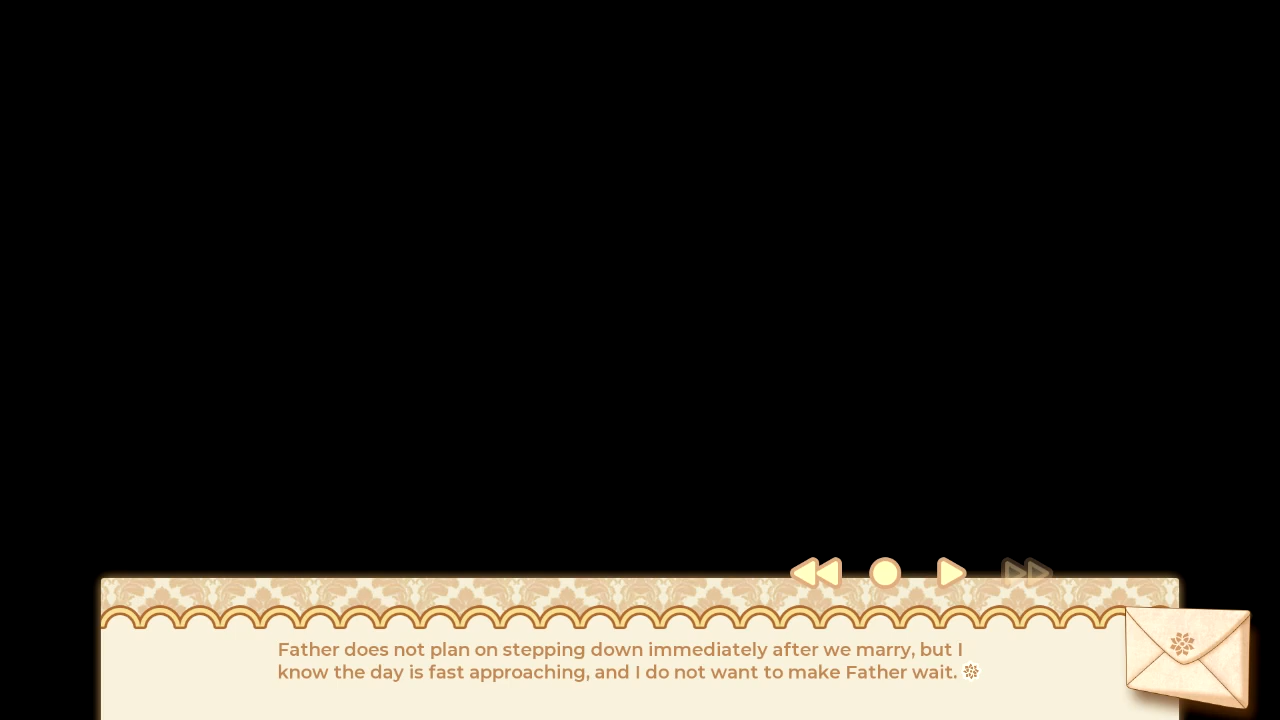 Father does not plan on stepping down immediately after we marry, but I
know the day is fast approaching, and I do not want to make Father wait.